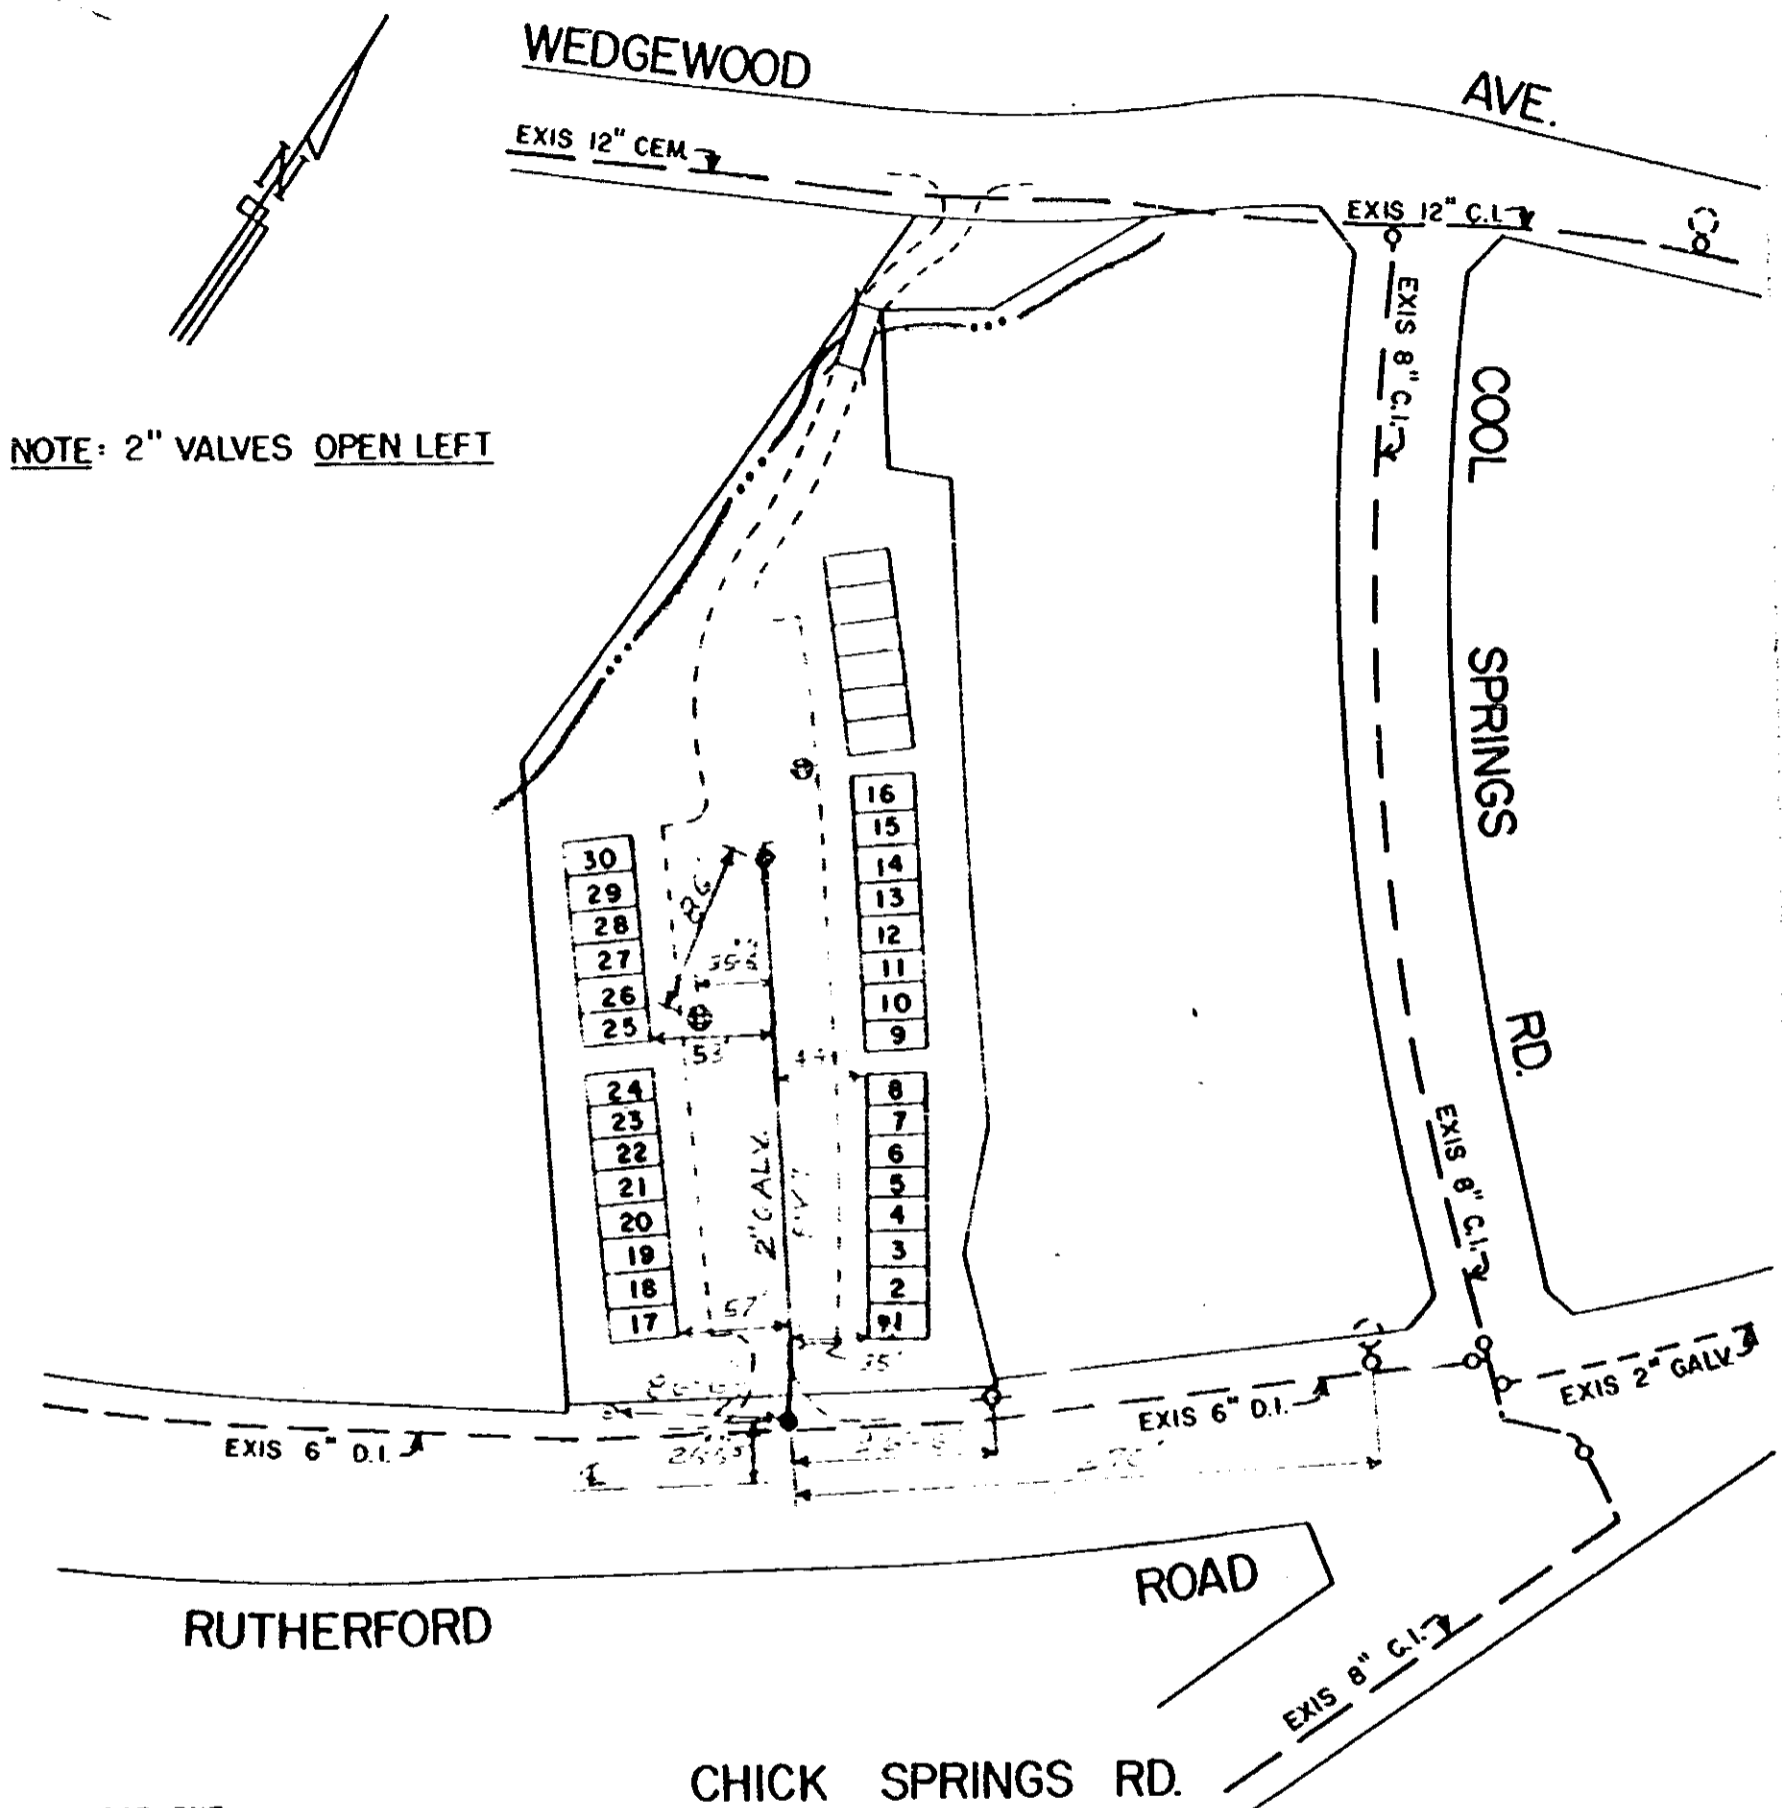 WEDGEWOOD AVE.
EXIS 12" CEM.
EXIS 12" C.I.
N
EXIS 8" C.I.
COOL SPRINGS RD.
NOTE: 2" VALVES OPEN LEFT
16
15
14
13
12
11
10
9
8
7
6
5
4
3
2
1
30
29
28
27
26
25
24
23
22
21
20
19
18
17
86'
53'
2" GALV.
57'
35'
EXIS 8" C.I.
EXIS 6" D.I.
EXIS 6" D.I.
EXIS 2" GALV.
RUTHERFORD ROAD
EXIS 8" C.I.
CHICK SPRINGS RD.